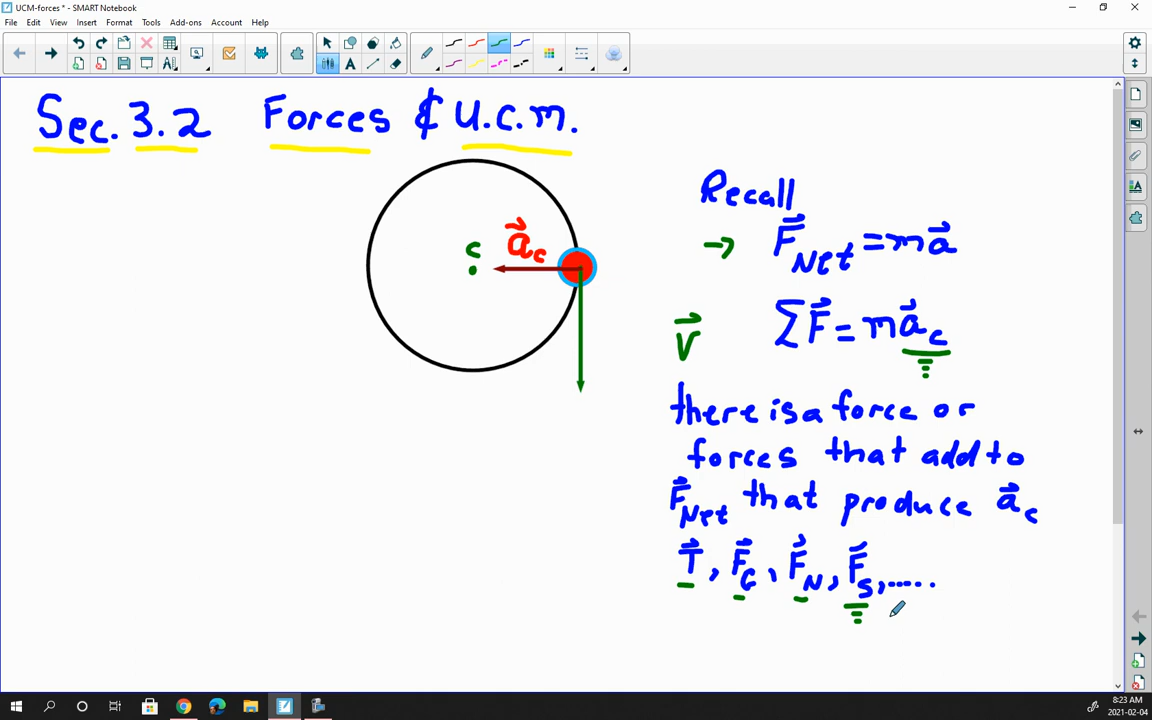 UCM-forces * - SMART Notebook
File Edit View Insert Format Tools Add-ons Account Help
Sec. 3.2 Forces & U.C.M.
Recall
→ F⃗Net = ma⃗
c a⃗c
v⃗ ∑F⃗ = ma⃗c
there is a force or
forces that add to
F⃗Net that produce a⃗c
T⃗, F⃗G, F⃗N, F⃗S, .....
8:23 AM
2021-02-04